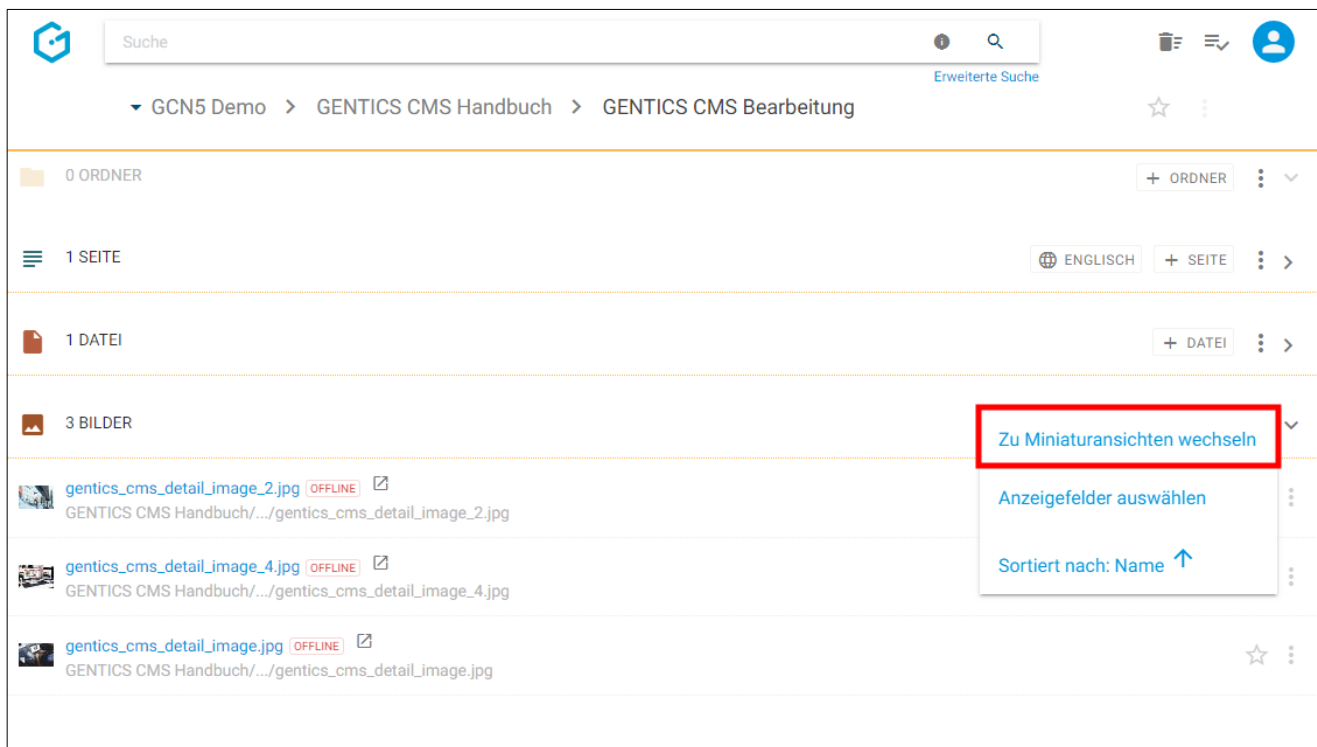 Suche
Erweiterte Suche
GCN5 Demo > GENTICS CMS Handbuch > GENTICS CMS Bearbeitung
0 ORDNER
+ ORDNER
1 SEITE
ENGLISCH
+ SEITE
1 DATEI
+ DATEI
3 BILDER
Zu Miniaturansichten wechseln
gentics_cms_detail_image_2.jpg OFFLINE
GENTICS CMS Handbuch/.../gentics_cms_detail_image_2.jpg
Anzeigefelder auswählen
gentics_cms_detail_image_4.jpg OFFLINE
GENTICS CMS Handbuch/.../gentics_cms_detail_image_4.jpg
Sortiert nach: Name
gentics_cms_detail_image.jpg OFFLINE
GENTICS CMS Handbuch/.../gentics_cms_detail_image.jpg